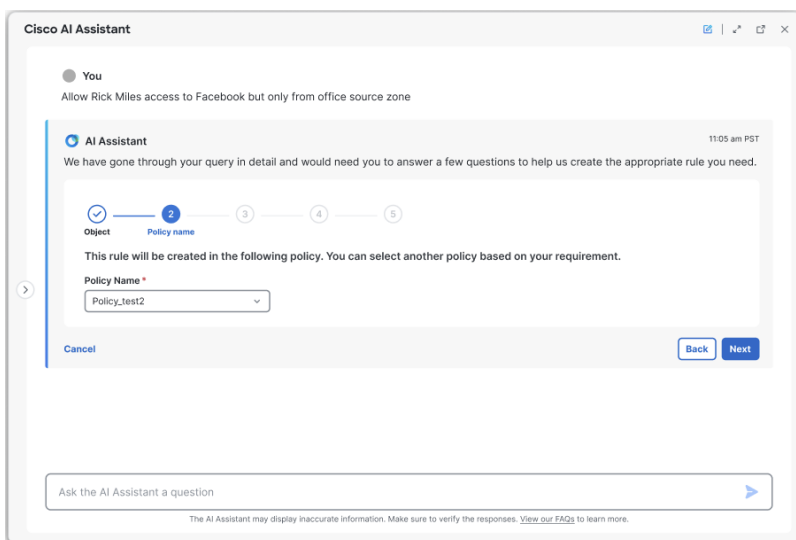 Cisco AI Assistant
You
Allow Rick Miles access to Facebook but only from office source zone
AI Assistant
11:05 am PST
We have gone through your query in detail and would need you to answer a few questions to help us create the appropriate rule you need.
2
3
4
5
Object
Policy name
This rule will be created in the following policy. You can select another policy based on your requirement.
Policy Name *
Policy_test2
Cancel
Back
Next
Ask the AI Assistant a question
The AI Assistant may display inaccurate information. Make sure to verify the responses. View our FAQs to learn more.